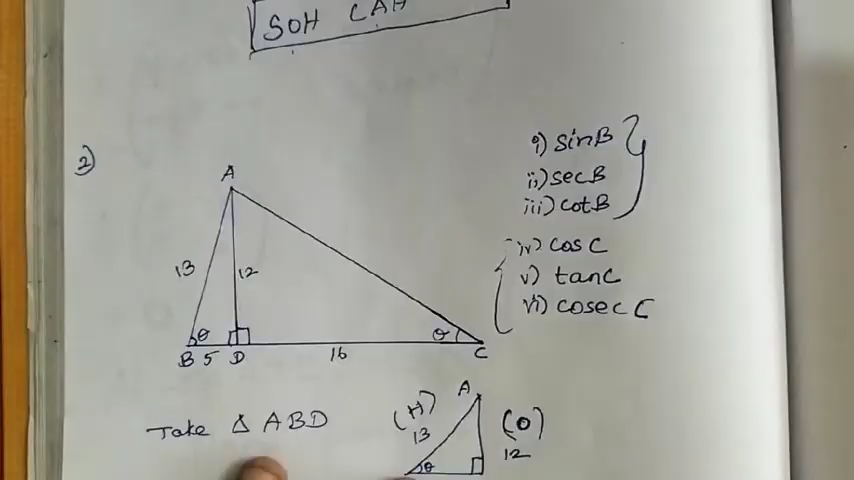 SOH CAH
2)
A
i) sinB
ii) secB
iii) cotB
13
12
iv) cos C
v) tanC
vi) cosec C
θ
θ
B 5 D
16
C
Take Δ ABD
A
(H)
13
(O)
12
θ